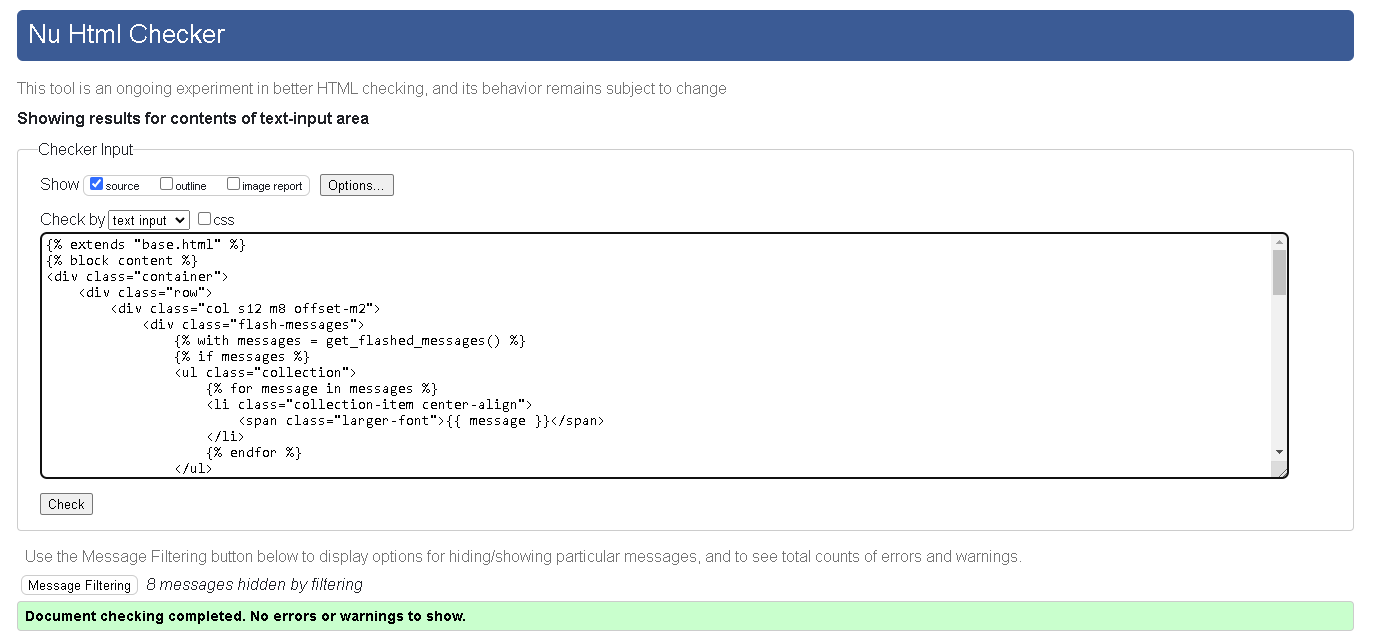 Nu Html Checker
This tool is an ongoing experiment in better HTML checking, and its behavior remains subject to change
Showing results for contents of text-input area
Checker Input
Show source outline image report Options...
Check by text input css
{% extends "base.html" %}
{% block content %}
<div class="container">
    <div class="row">
        <div class="col s12 m8 offset-m2">
            <div class="flash-messages">
                {% with messages = get_flashed_messages() %}
                {% if messages %}
                <ul class="collection">
                    {% for message in messages %}
                    <li class="collection-item center-align">
                        <span class="larger-font">{{ message }}</span>
                    </li>
                    {% endfor %}
                </ul>
Check
Use the Message Filtering button below to display options for hiding/showing particular messages, and to see total counts of errors and warnings.
Message Filtering 8 messages hidden by filtering
Document checking completed. No errors or warnings to show.